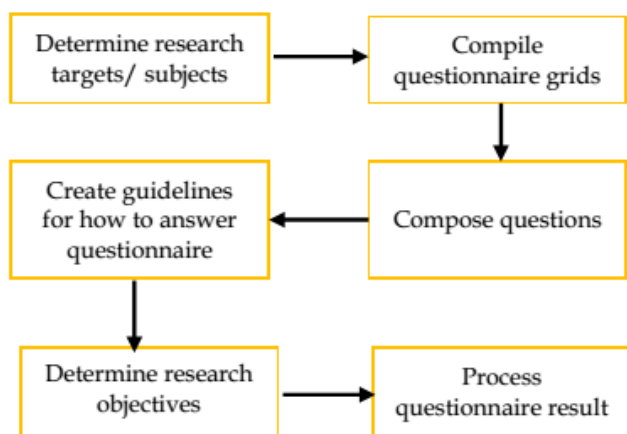 Determine research
targets/ subjects
Compile
questionnaire grids
Create guidelines
for how to answer
questionnaire
Compose questions
Determine research
objectives
Process
questionnaire result